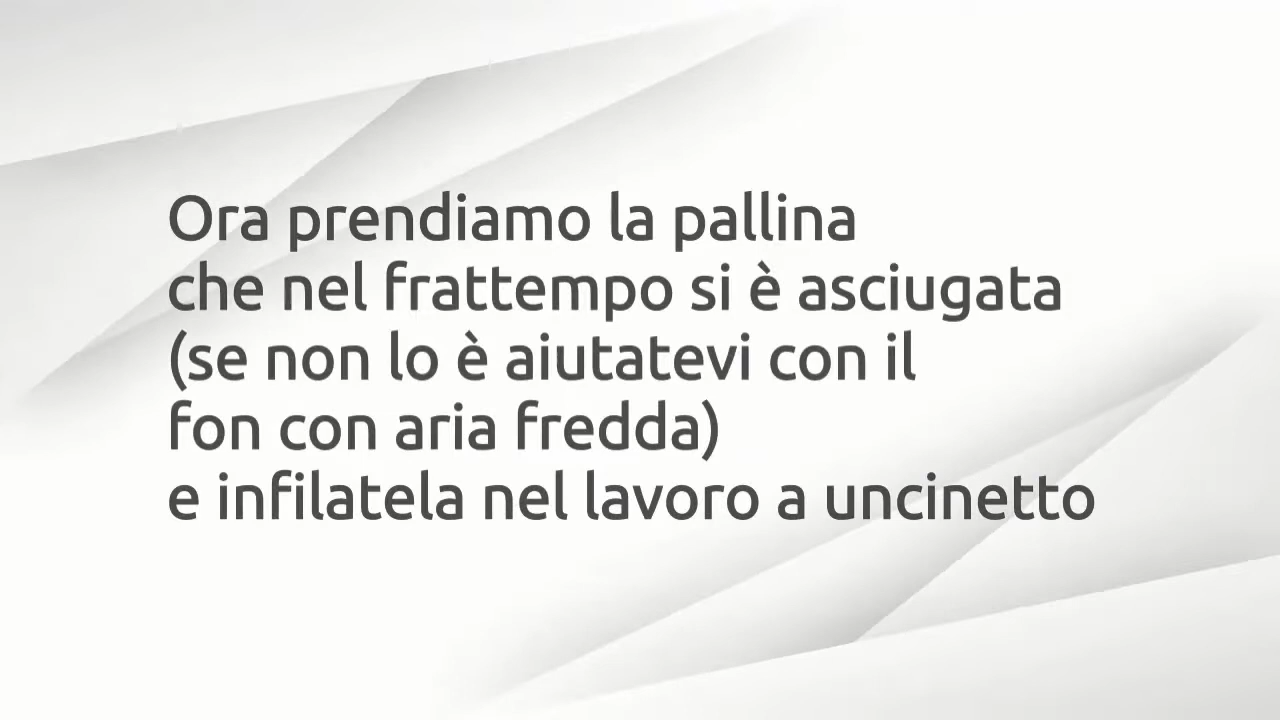 Ora prendiamo la pallina
che nel frattempo si è asciugata
(se non lo è aiutatevi con il
fon con aria fredda)
e infilatela nel lavoro a uncinetto